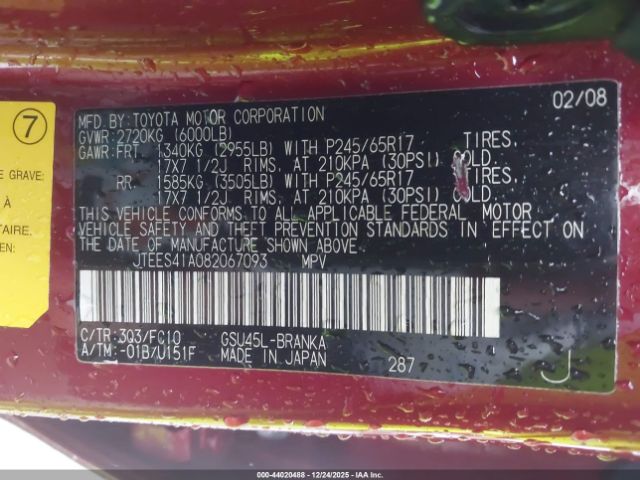 7
E GRAVE:
À
U'EN:
MFD. BY: TOYOTA MOTOR CORPORATION 02/08
GVWR: 2720KG (6000LB)
GAWR: FRT 1340KG (2955LB) WITH P245/65R17 TIRES,
17X7 1/2J RIMS, AT 210KPA (30PSI) COLD.
RR 1585KG (3505LB) WITH P245/65R17 TIRES,
17X7 1/2J RIMS, AT 210KPA (30PSI) COLD.
THIS VEHICLE CONFORMS TO ALL APPLICABLE FEDERAL MOTOR
VEHICLE SAFETY AND THEFT PREVENTION STANDARDS IN EFFECT ON
THE DATE OF MANUFACTURE SHOWN ABOVE.
JTEES41A082067093 MPV
C/TR:3Q3/FC10 GSU45L-BRANKA
A/TM:-01B/U151F MADE IN JAPAN 287 J
000-44020488 - 12/24/2025 - IAAI.COM